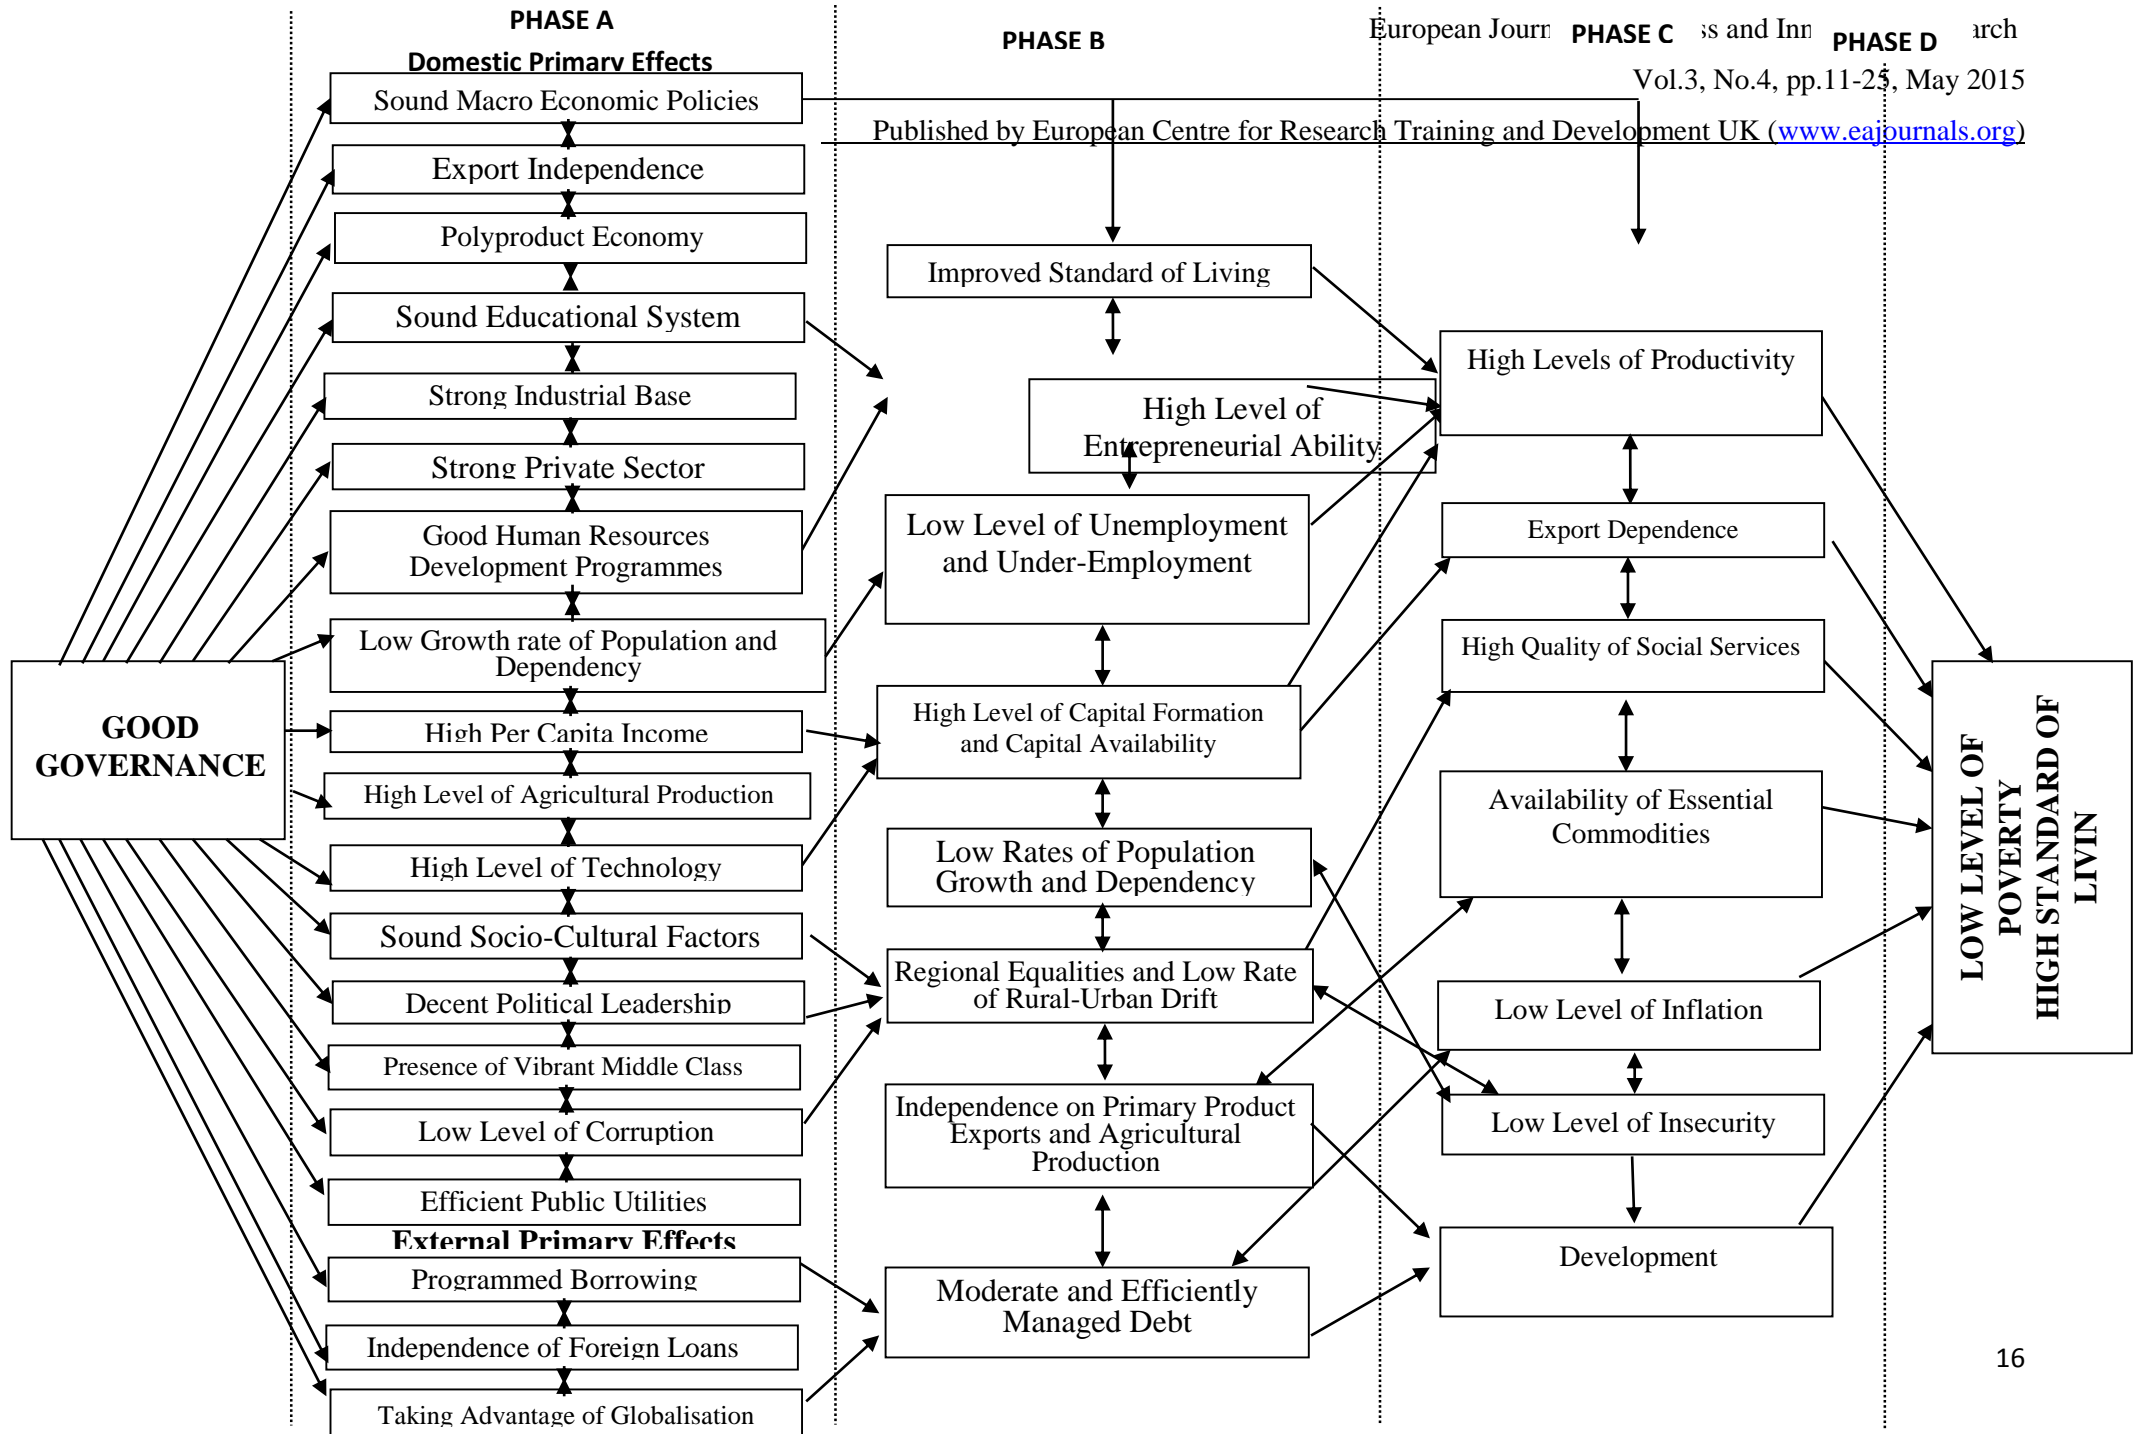 PHASE A
PHASE B
European Journ
PHASE C
ss and Inn
PHASE D
arch
Domestic Primary Effects
Vol.3, No.4, pp.11-25, May 2015
Published by European Centre for Research Training and Development UK (www.eajournals.org)
Sound Macro Economic Policies
Export Independence
Polyproduct Economy
Sound Educational System
Strong Industrial Base
Strong Private Sector
Good Human Resources
Development Programmes
Low Growth rate of Population and
Dependency
High Per Capita Income
High Level of Agricultural Production
High Level of Technology
Sound Socio-Cultural Factors
Decent Political Leadership
Presence of Vibrant Middle Class
Low Level of Corruption
Efficient Public Utilities
External Primary Effects
Programmed Borrowing
Independence of Foreign Loans
Taking Advantage of Globalisation
GOOD
GOVERNANCE
Improved Standard of Living
High Level of
Entrepreneurial Ability
Low Level of Unemployment
and Under-Employment
High Level of Capital Formation
and Capital Availability
Low Rates of Population
Growth and Dependency
Regional Equalities and Low Rate
of Rural-Urban Drift
Independence on Primary Product
Exports and Agricultural
Production
Moderate and Efficiently
Managed Debt
High Levels of Productivity
Export Dependence
High Quality of Social Services
Availability of Essential
Commodities
Low Level of Inflation
Low Level of Insecurity
Development
LOW LEVEL OF
POVERTY
HIGH STANDARD OF
LIVIN
16